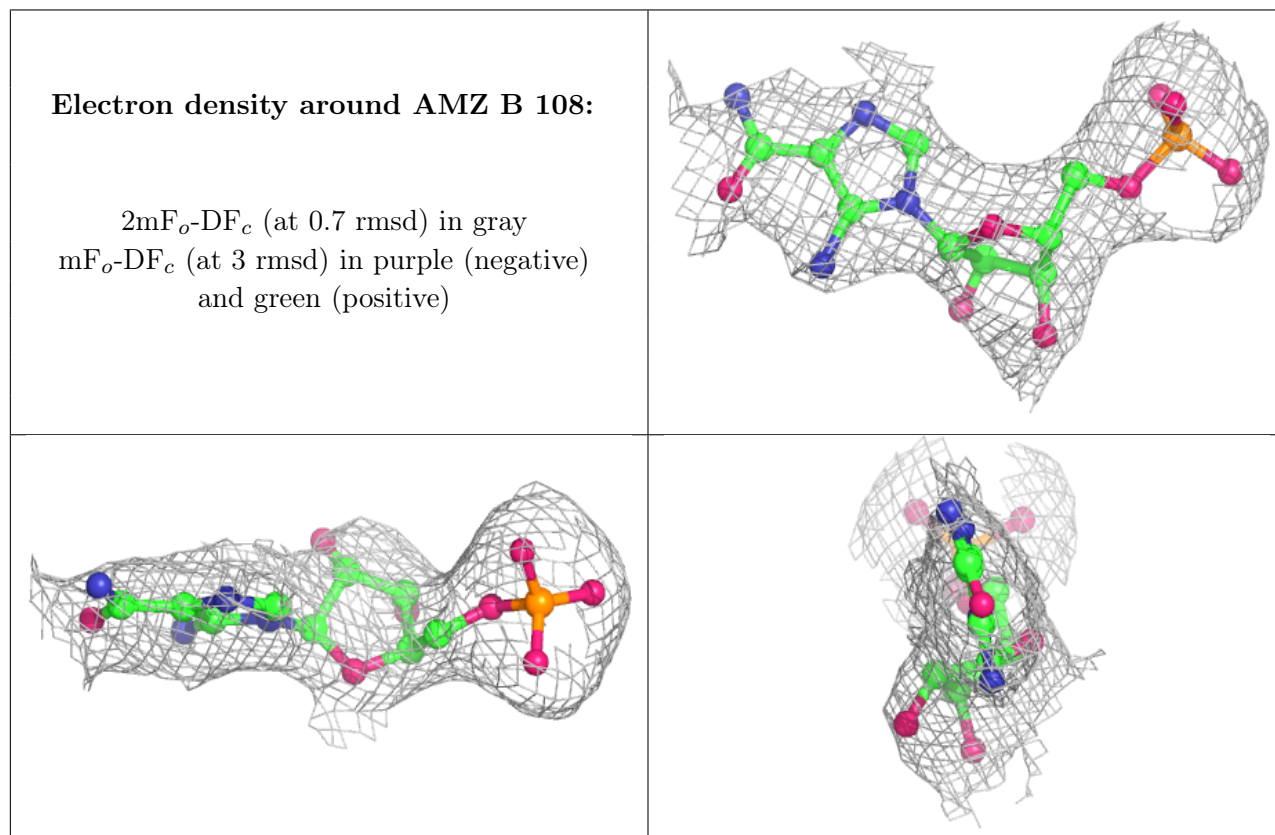 Electron density around AMZ B 108:
2mFₒ-DF𝒸 (at 0.7 rmsd) in gray
mFₒ-DF𝒸 (at 3 rmsd) in purple (negative)
and green (positive)